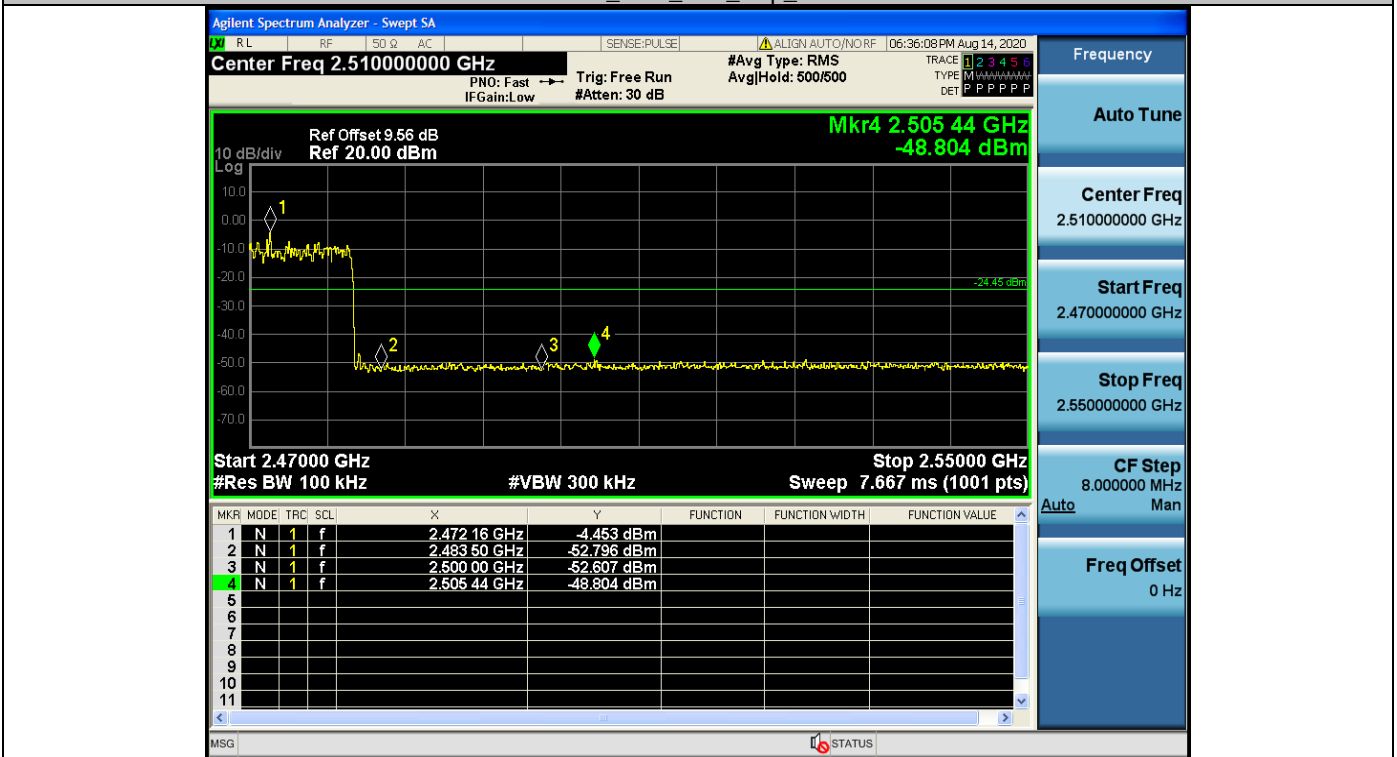 Agilent Spectrum Analyzer - Swept SA
LXI RL RF 50 Ω AC SENSE:PULSE ALIGN AUTO/NO RF 06:36:08 PM Aug 14, 2020
Center Freq 2.510000000 GHz
PNO: Fast
IFGain:Low
Trig: Free Run
#Atten: 30 dB
#Avg Type: RMS
Avg|Hold: 500/500
TRACE 1 2 3 4 5 6
TYPE M WWWWW
DET P P P P P P
Mkr4 2.505 44 GHz
-48.804 dBm
Ref Offset 9.56 dB
10 dB/div Ref 20.00 dBm
Log
10.0
0.00
-10.0
-20.0
-30.0
-40.0
-50.0
-60.0
-70.0
1
2
3
4
-24.45 dBm
Start 2.47000 GHz Stop 2.55000 GHz
#Res BW 100 kHz #VBW 300 kHz Sweep 7.667 ms (1001 pts)
MKR MODE TRC SCL X Y FUNCTION FUNCTION WIDTH FUNCTION VALUE
1 N 1 f 2.472 16 GHz -4.453 dBm
2 N 1 f 2.483 50 GHz -52.796 dBm
3 N 1 f 2.500 00 GHz -52.607 dBm
4 N 1 f 2.505 44 GHz -48.804 dBm
5
6
7
8
9
10
11
MSG STATUS
Frequency
Auto Tune
Center Freq
2.510000000 GHz
Start Freq
2.470000000 GHz
Stop Freq
2.550000000 GHz
CF Step
8.000000 MHz
Auto Man
Freq Offset
0 Hz